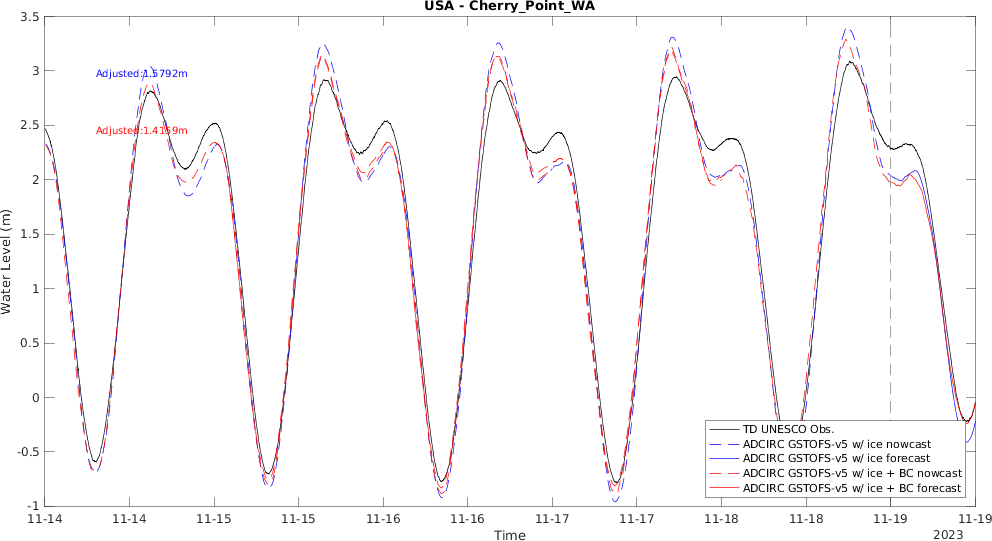 USA - Cherry_Point_WA
3.5
3
2.5
2
1.5
1
0.5
0
-0.5
-1
Water Level (m)
Adjusted:1.5792m
Adjusted:1.4159m
TD UNESCO Obs.
ADCIRC GSTOFS-v5 w/ ice nowcast
ADCIRC GSTOFS-v5 w/ ice forecast
ADCIRC GSTOFS-v5 w/ ice + BC nowcast
ADCIRC GSTOFS-v5 w/ ice + BC forecast
11-14 11-14 11-15 11-15 11-16 11-16 11-17 11-17 11-18 11-18 11-19 11-19
Time
2023